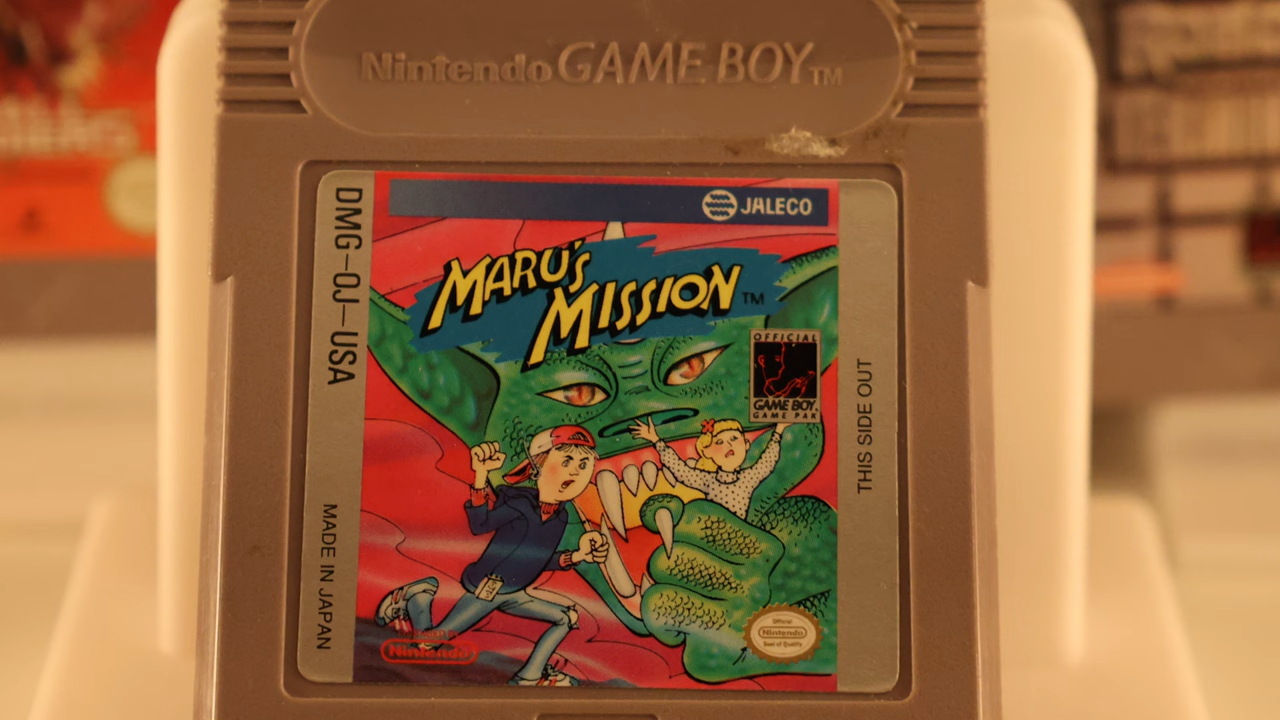 Nintendo GAME BOY TM
JALECO
MARU'S
MISSION TM
DMG-OJ-USA
MADE IN JAPAN
OFFICIAL
GAME BOY
GAME PAK
THIS SIDE OUT
Nintendo
Official
Nintendo
Seal of Quality